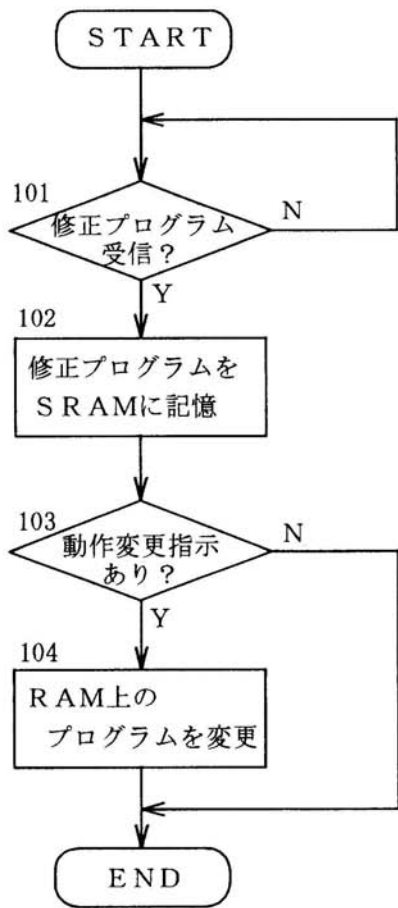 ＳＴＡＲＴ
101
修正プログラム
受信？
N
Y
102
修正プログラムを
ＳＲＡＭに記憶
103
動作変更指示
あり？
N
Y
104
ＲＡＭ上の
プログラムを変更
ＥＮＤ